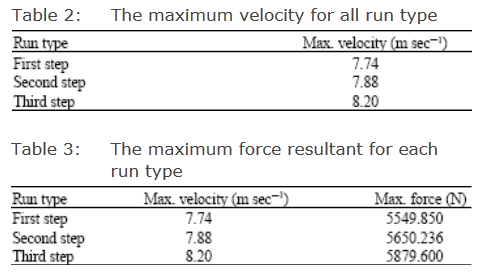 Table 2: The maximum velocity for all run type
Run type Max. velocity (m sec⁻¹)
First step 7.74
Second step 7.88
Third step 8.20
Table 3: The maximum force resultant for each
run type
Run type Max. velocity (m sec⁻¹) Max. force (N)
First step 7.74 5549.850
Second step 7.88 5650.236
Third step 8.20 5879.600